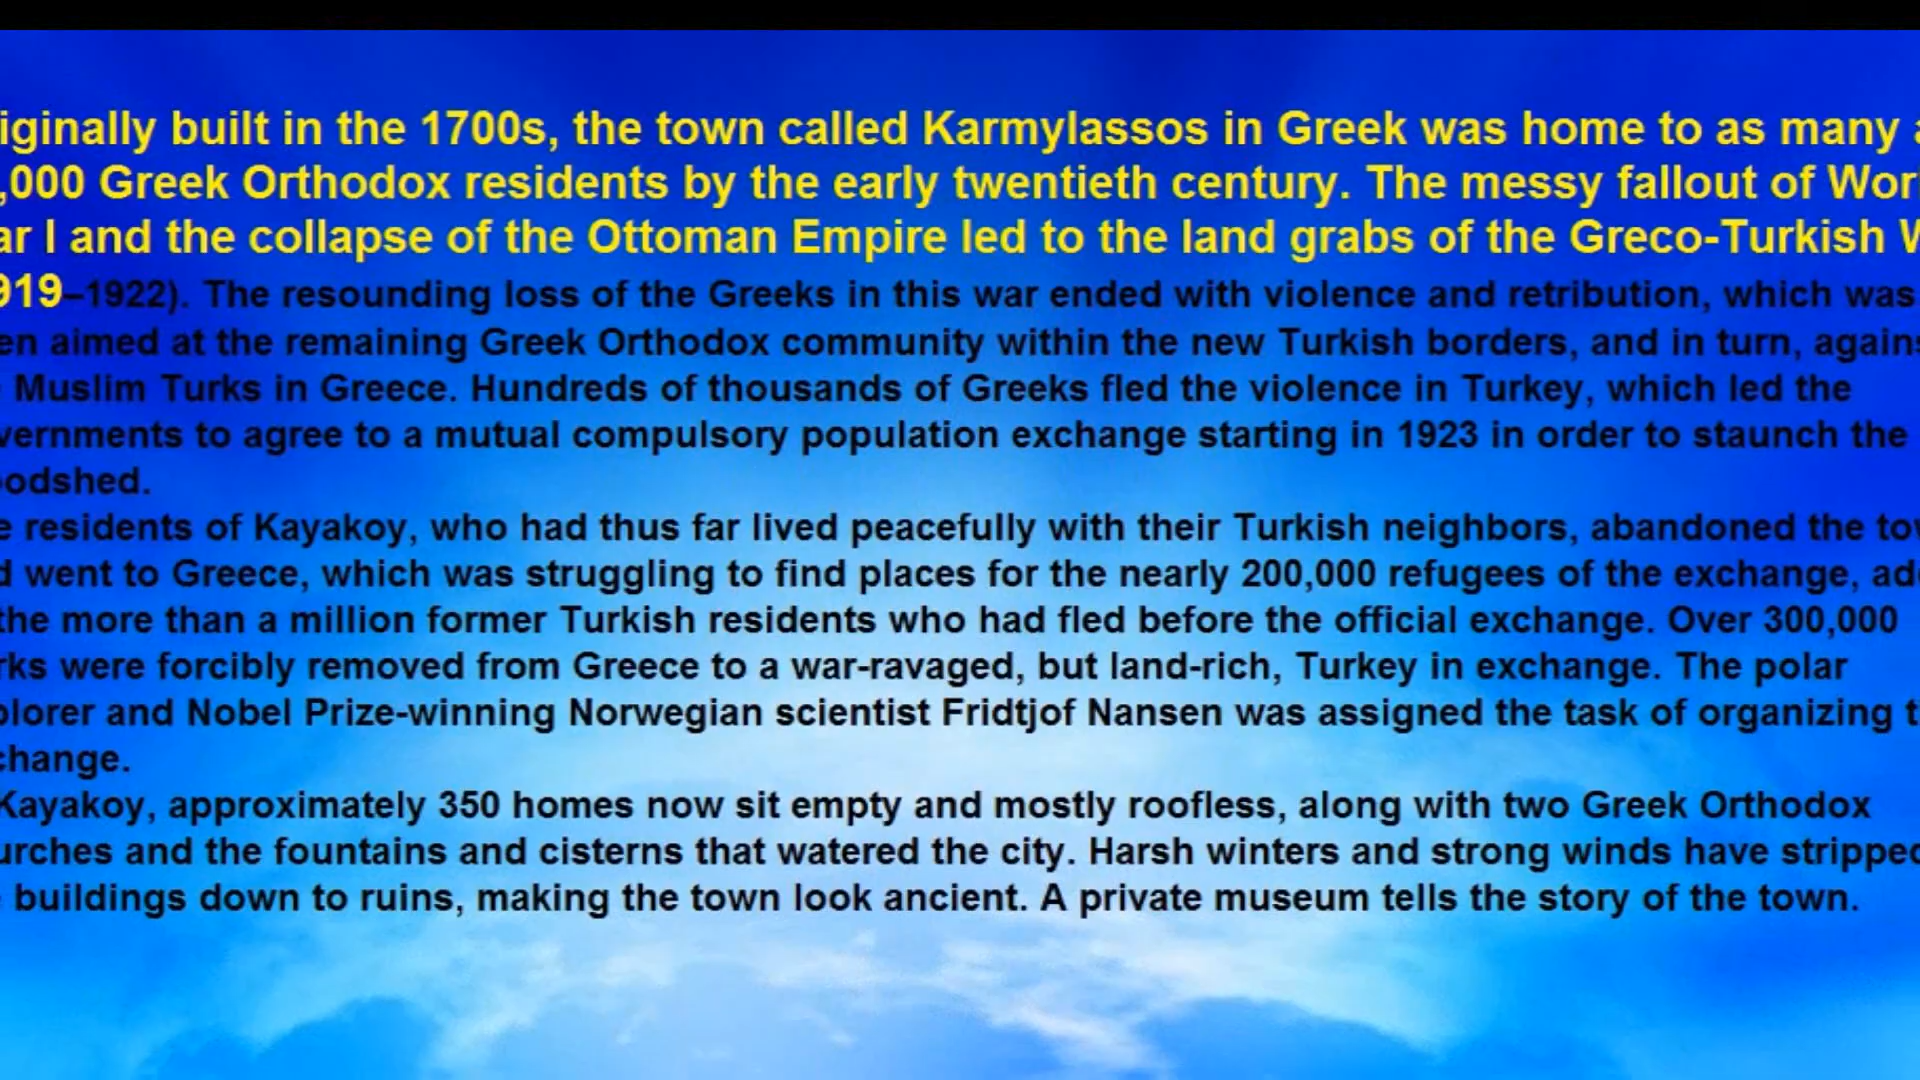 iginally built in the 1700s, the town called Karmylassos in Greek was home to as many a
,000 Greek Orthodox residents by the early twentieth century. The messy fallout of Wor
ar I and the collapse of the Ottoman Empire led to the land grabs of the Greco-Turkish W
919–1922). The resounding loss of the Greeks in this war ended with violence and retribution, which was
en aimed at the remaining Greek Orthodox community within the new Turkish borders, and in turn, agains
e Muslim Turks in Greece. Hundreds of thousands of Greeks fled the violence in Turkey, which led the
vernments to agree to a mutual compulsory population exchange starting in 1923 in order to staunch the
oodshed.
e residents of Kayakoy, who had thus far lived peacefully with their Turkish neighbors, abandoned the tow
d went to Greece, which was struggling to find places for the nearly 200,000 refugees of the exchange, add
the more than a million former Turkish residents who had fled before the official exchange. Over 300,000
rks were forcibly removed from Greece to a war-ravaged, but land-rich, Turkey in exchange. The polar
plorer and Nobel Prize-winning Norwegian scientist Fridtjof Nansen was assigned the task of organizing t
change.
Kayakoy, approximately 350 homes now sit empty and mostly roofless, along with two Greek Orthodox
urches and the fountains and cisterns that watered the city. Harsh winters and strong winds have stripped
e buildings down to ruins, making the town look ancient. A private museum tells the story of the town.